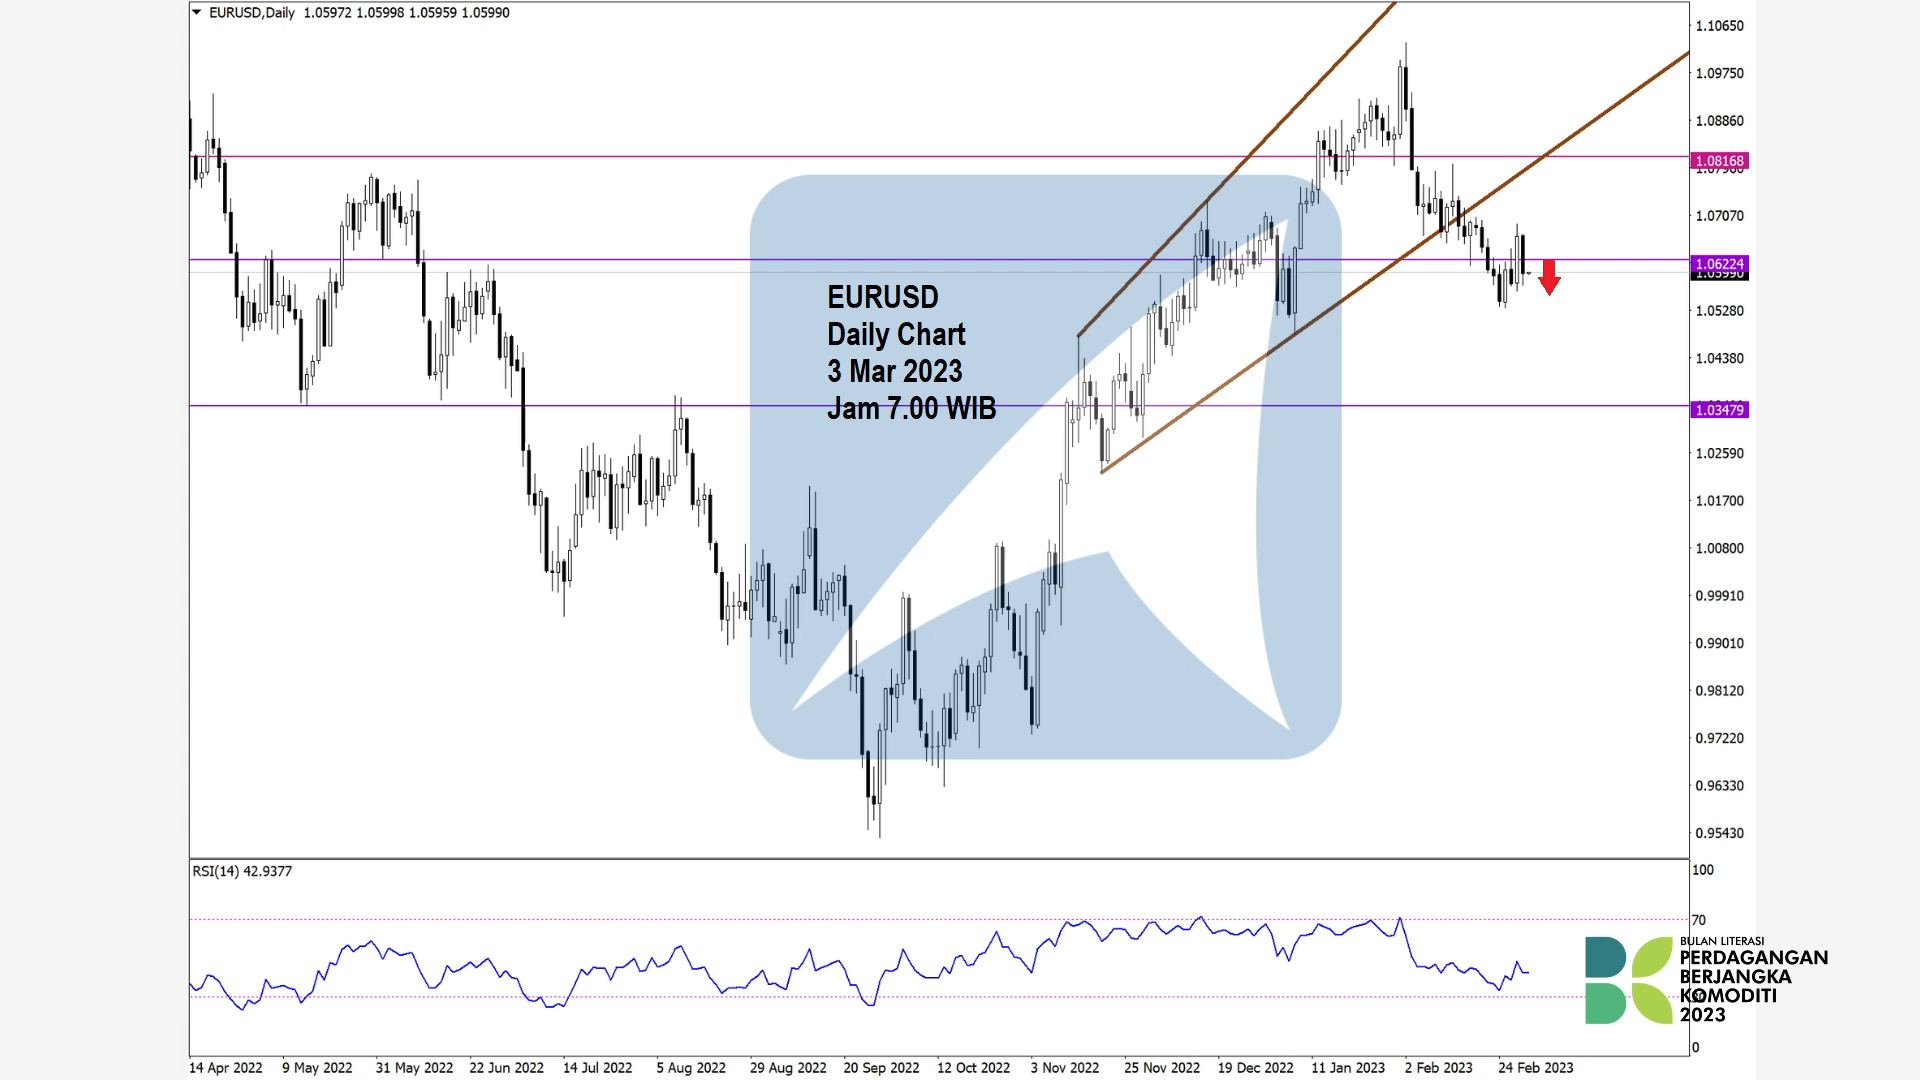 EURUSD,Daily 1.05972 1.05998 1.05959 1.05990
1.10650
1.09750
1.08860
1.08168
1.07960
1.07070
1.06224
1.05990
1.05280
1.04380
1.03479
1.02590
1.01700
1.00800
0.99910
0.99010
0.98120
0.97220
0.96330
0.95430
EURUSD
Daily Chart
3 Mar 2023
Jam 7.00 WIB
RSI(14) 42.9377
100
70
0
BULAN LITERASI
PERDAGANGAN
BERJANGKA
KOMODITI
2023
14 Apr 2022 9 May 2022 31 May 2022 22 Jun 2022 14 Jul 2022 5 Aug 2022 29 Aug 2022 20 Sep 2022 12 Oct 2022 3 Nov 2022 25 Nov 2022 19 Dec 2022 11 Jan 2023 2 Feb 2023 24 Feb 2023